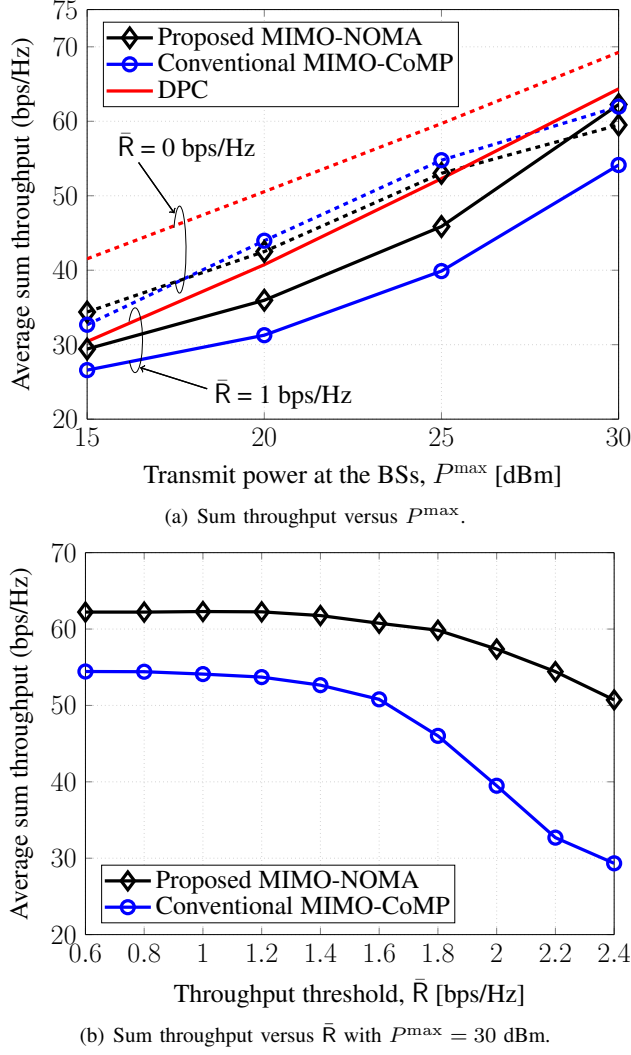 75
70
60
50
40
30
20
Average sum throughput (bps/Hz)
Proposed MIMO-NOMA
Conventional MIMO-CoMP
DPC
R̄ = 0 bps/Hz
R̄ = 1 bps/Hz
15 20 25 30
Transmit power at the BSs, P^max [dBm]
(a) Sum throughput versus P^max.
70
60
50
40
30
20
Average sum throughput (bps/Hz)
Proposed MIMO-NOMA
Conventional MIMO-CoMP
0.6 0.8 1 1.2 1.4 1.6 1.8 2 2.2 2.4
Throughput threshold, R̄ [bps/Hz]
(b) Sum throughput versus R̄ with P^max = 30 dBm.